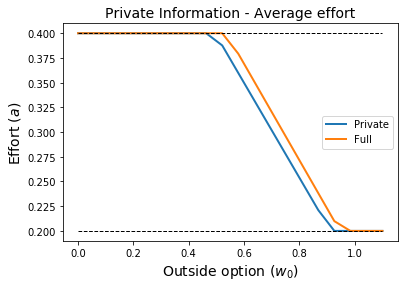 Private Information - Average effort
Effort (a)
0.400
0.375
0.350
0.325
0.300
0.275
0.250
0.225
0.200
Private
Full
0.0 0.2 0.4 0.6 0.8 1.0
Outside option (w₀)